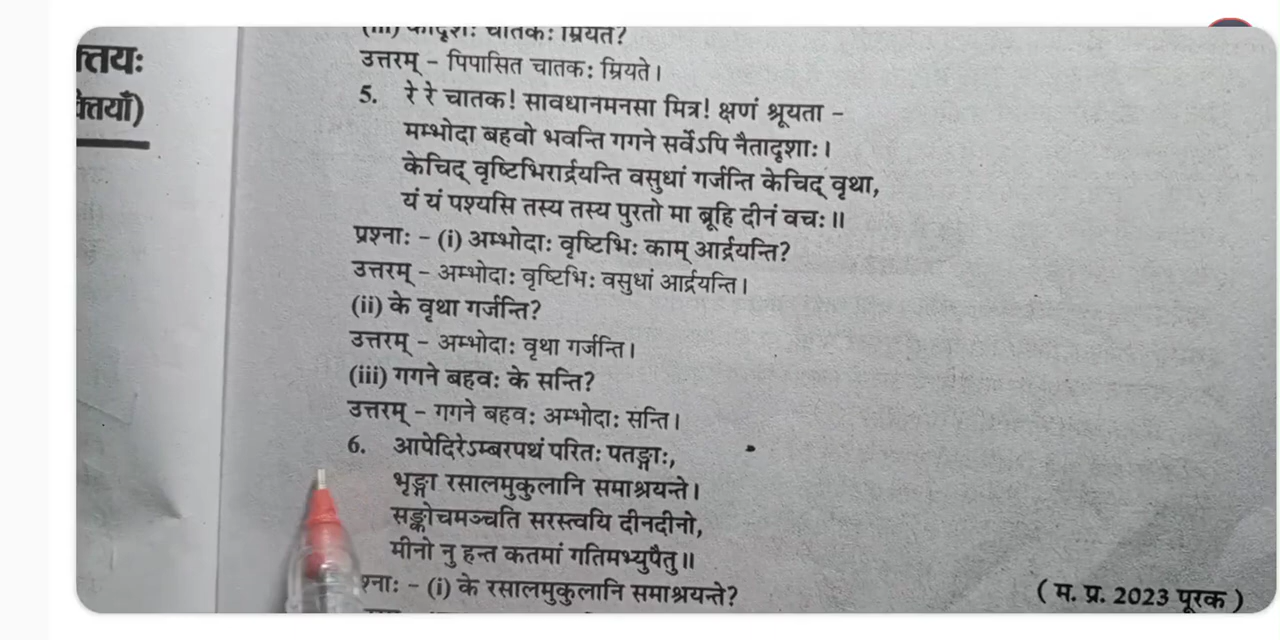 क्तयः
क्तियाँ)
(iii) कीदृशः चातकः म्रियते?
उत्तरम् – पिपासित चातकः म्रियते।
5. रे रे चातक! सावधानमनसा मित्र! क्षणं श्रूयता –
मम्भोदा बहवो भवन्ति गगने सर्वेऽपि नैतादृशाः।
केचिद् वृष्टिभिरार्द्रयन्ति वसुधां गर्जन्ति केचिद् वृथा,
यं यं पश्यसि तस्य तस्य पुरतो मा ब्रूहि दीनं वचः॥
प्रश्नाः – (i) अम्भोदाः वृष्टिभिः काम् आर्द्रयन्ति?
उत्तरम् – अम्भोदाः वृष्टिभिः वसुधां आर्द्रयन्ति।
(ii) के वृथा गर्जन्ति?
उत्तरम् – अम्भोदाः वृथा गर्जन्ति।
(iii) गगने बहवः के सन्ति?
उत्तरम् – गगने बहवः अम्भोदाः सन्ति।
6. आपेदिरेऽम्बरपथं परितः पतङ्गाः,
भृङ्गा रसालमुकुलानि समाश्रयन्ते।
सङ्कोचमञ्चति सरस्त्वयि दीनदीनो,
मीनो नु हन्त कतमां गतिमभ्युपैतु॥
श्नाः – (i) के रसालमुकुलानि समाश्रयन्ते?
( म. प्र. 2023 पूरक )